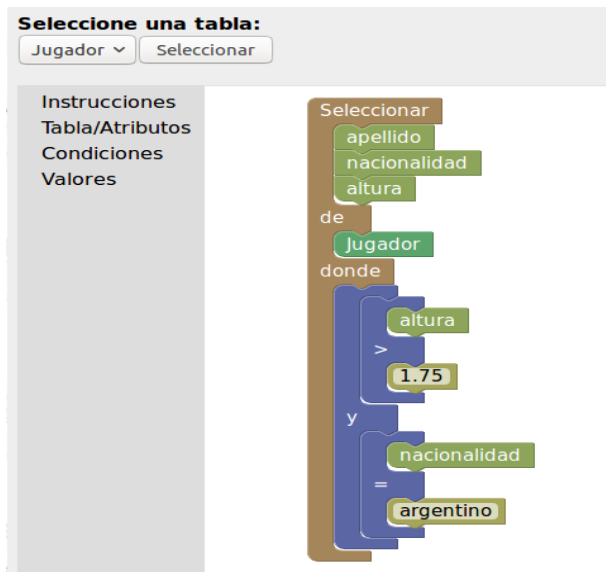 Seleccione una tabla:
Jugador Seleccionar
Instrucciones
Tabla/Atributos
Condiciones
Valores
Seleccionar
apellido
nacionalidad
altura
de
Jugador
donde
altura
>
1.75
y
nacionalidad
=
argentino